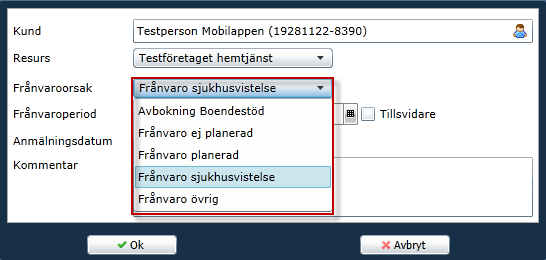 Kund Testperson Mobilappen (19281122-8390)
Resurs Testföretaget hemtjänst
Frånvaroorsak Frånvaro sjukhusvistelse
Avbokning Boendestöd
Frånvaroperiod Frånvaro ej planerad Tillsvidare
Anmälningsdatum Frånvaro planerad
Kommentar Frånvaro sjukhusvistelse
Frånvaro övrig
Ok Avbryt